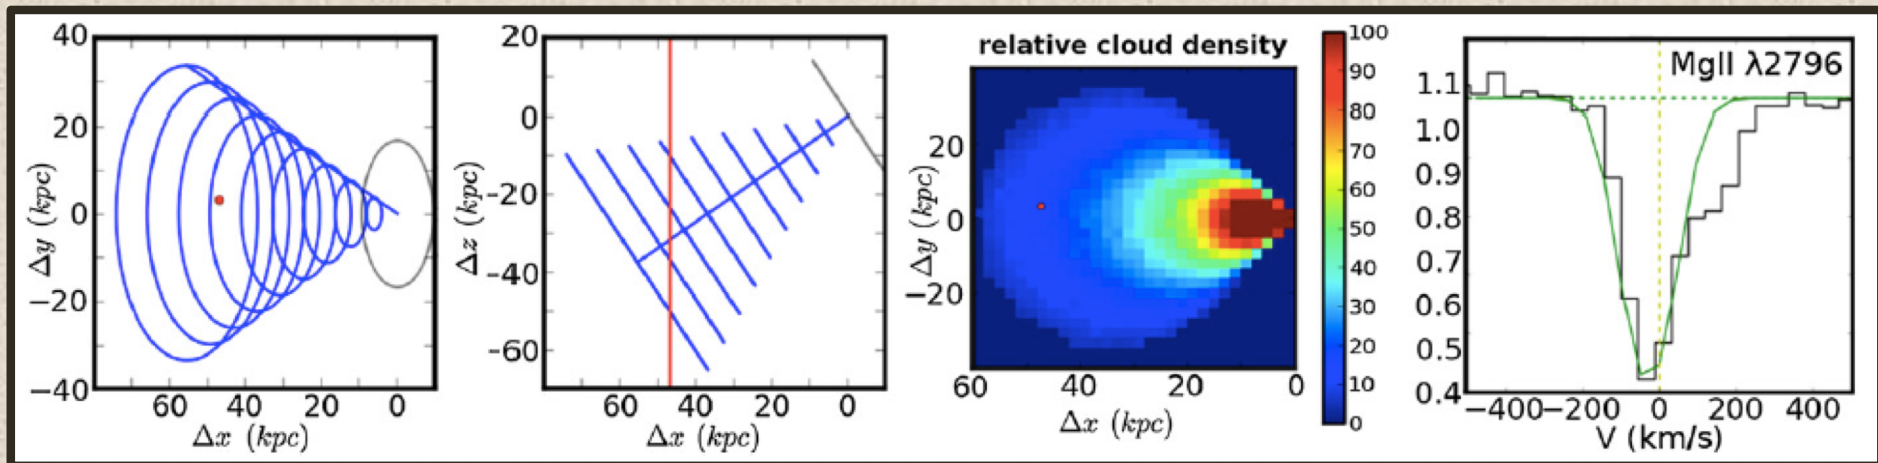 40
20
0
−20
−40
Δy (kpc)
60 40 20 0
Δx (kpc)
20
0
−20
−40
-60
Δz (kpc)
60 40 20 0
Δx (kpc)
relative cloud density
20
0
−20
Δy (kpc)
60 40 20 0
Δx (kpc)
100
90
80
70
60
50
40
30
20
10
0
MgII λ2796
1.1
1.0
0.9
0.8
0.7
0.6
0.5
0.4
−400 −200 0 200 400
V (km/s)